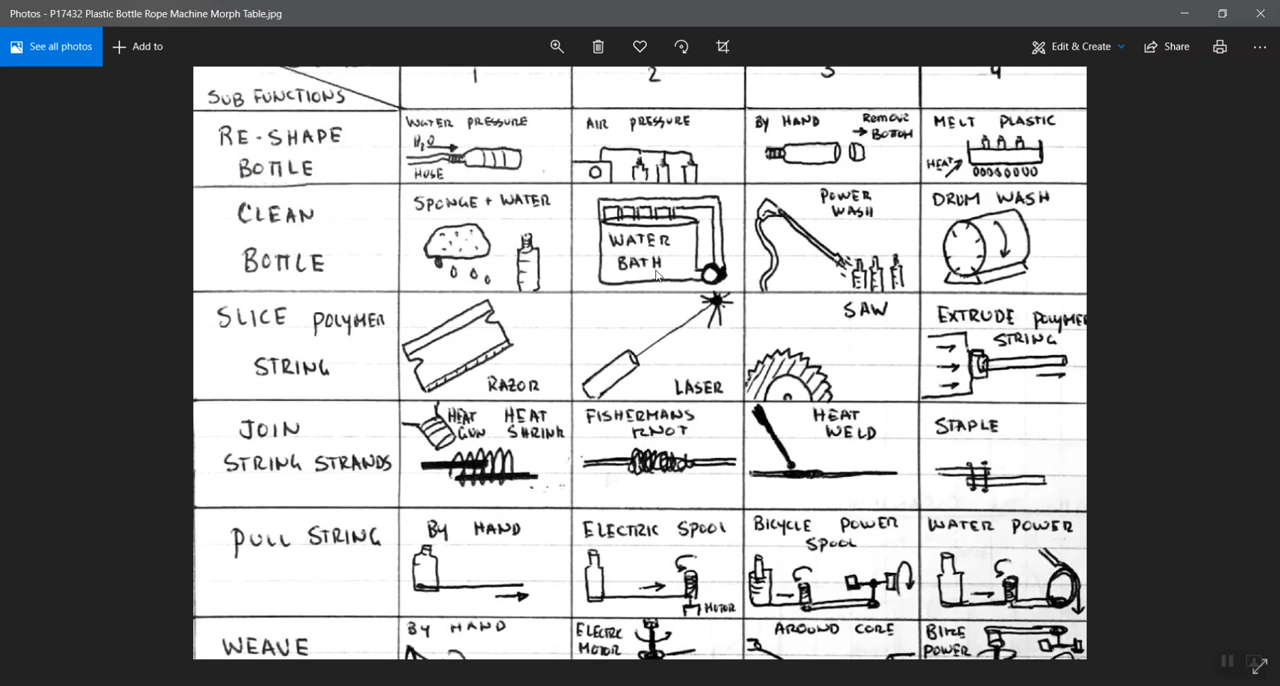 Photos - P17432 Plastic Bottle Rope Machine Morph Table.jpg
See all photos
Add to
Edit & Create
Share
SUB FUNCTIONS
1
2
3
4
RE-SHAPE
BOTTLE
WATER PRESSURE
H2O
HOSE
AIR PRESSURE
BY HAND
REMOVE
BOTTOM
MELT PLASTIC
HEAT
CLEAN
BOTTLE
SPONGE + WATER
WATER
BATH
POWER
WASH
DRUM WASH
SLICE POLYMER
STRING
RAZOR
LASER
SAW
EXTRUDE POLYMER
STRING
JOIN
STRING STRANDS
HEAT
GUN
HEAT
SHRINK
FISHERMANS
KNOT
HEAT
WELD
STAPLE
PULL STRING
BY HAND
ELECTRIC SPOOL
MOTOR
BICYCLE POWER
SPOOL
WATER POWER
WEAVE
BY HAND
ELECTRIC
MOTOR
AROUND CORE
BIKE
POWER